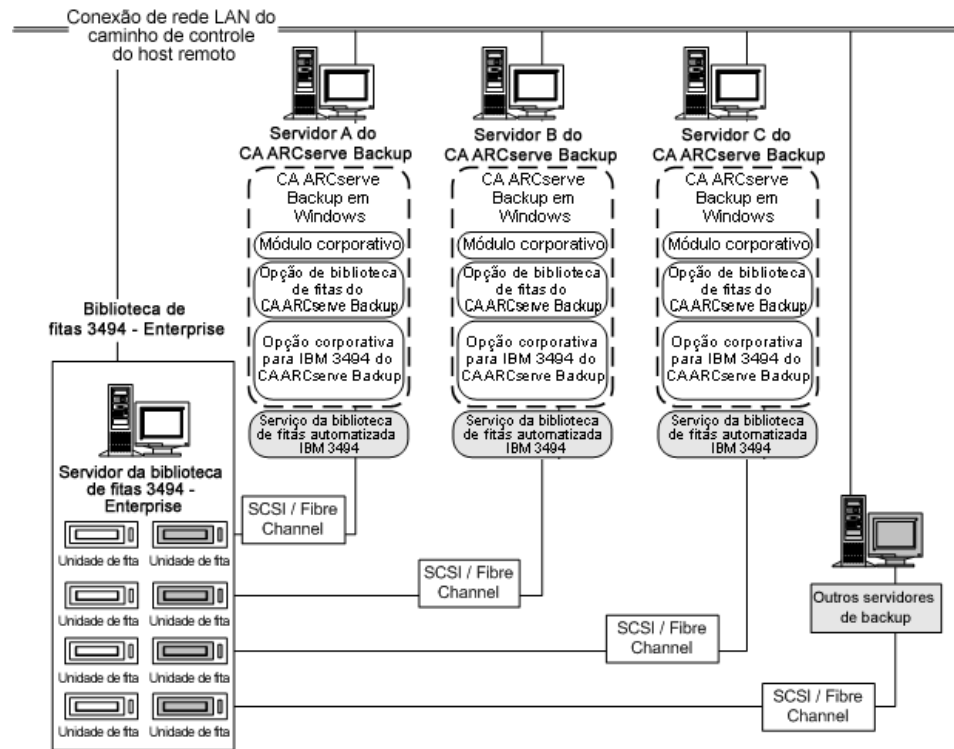 Conexão de rede LAN do
caminho de controle
do host remoto
Servidor A do
CA ARCserve Backup
CA ARCserve
Backup em
Windows
Módulo corporativo
Opção de biblioteca
de fitas do
CA ARCserve Backup
Opção corporativa
para IBM 3494 do
CA ARCserve Backup
Serviço da biblioteca
de fitas automatizada
IBM 3494
Servidor B do
CA ARCserve Backup
CA ARCserve
Backup em
Windows
Módulo corporativo
Opção de biblioteca
de fitas do
CA ARCserve Backup
Opção corporativa
para IBM 3494 do
CA ARCserve Backup
Serviço da biblioteca
de fitas automatizada
IBM 3494
Servidor C do
CA ARCserve Backup
CA ARCserve
Backup em
Windows
Módulo corporativo
Opção de biblioteca
de fitas do
CA ARCserve Backup
Opção corporativa
para IBM 3494 do
CA ARCserve Backup
Serviço da biblioteca
de fitas automatizada
IBM 3494
Biblioteca de
fitas 3494 - Enterprise
Servidor da biblioteca
de fitas 3494 -
Enterprise
Unidade de fita
Unidade de fita
Unidade de fita
Unidade de fita
Unidade de fita
Unidade de fita
Unidade de fita
Unidade de fita
SCSI / Fibre
Channel
SCSI / Fibre
Channel
SCSI / Fibre
Channel
SCSI / Fibre
Channel
Outros servidores
de backup